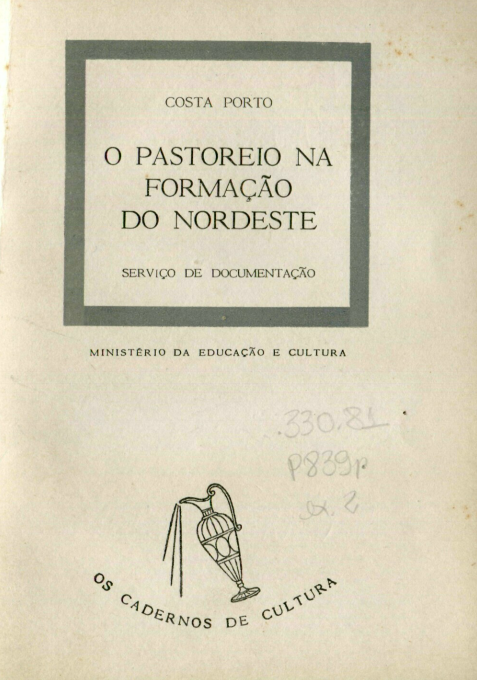 COSTA PORTO
O PASTOREIO NA
FORMAÇÃO
DO NORDESTE
SERVIÇO DE DOCUMENTAÇÃO
MINISTÉRIO DA EDUCAÇÃO E CULTURA
330.81
P839p
ex. 2
OS CADERNOS DE CULTURA